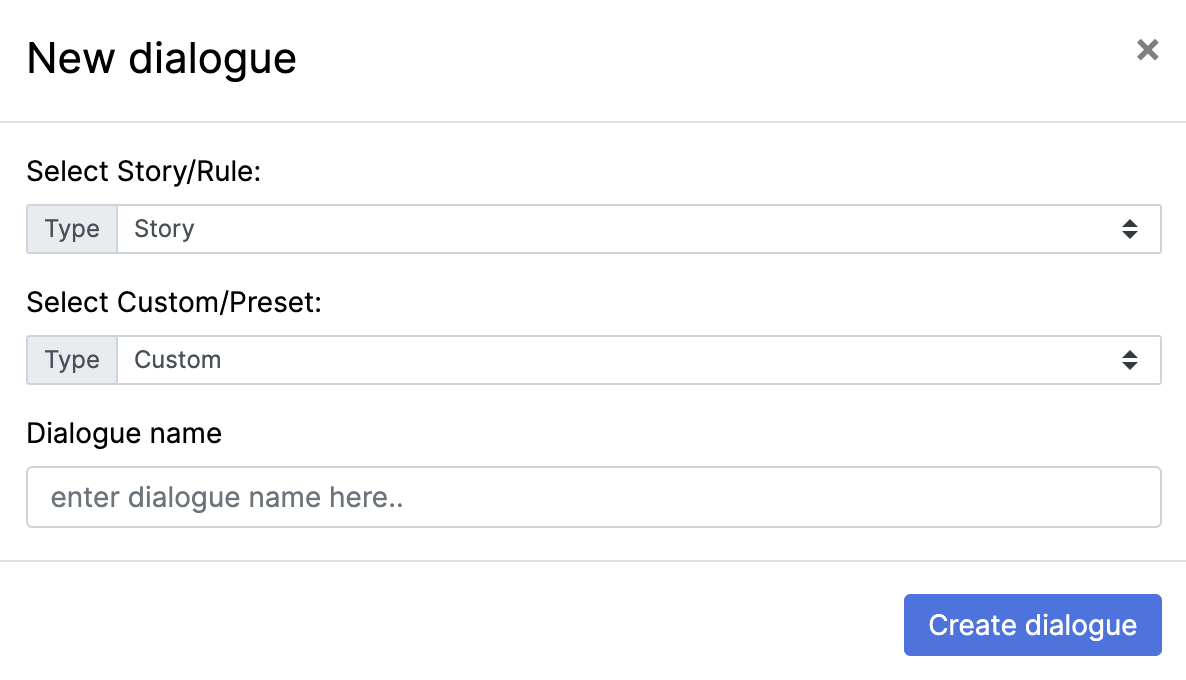 New dialogue
Select Story/Rule:
Type Story
Select Custom/Preset:
Type Custom
Dialogue name
enter dialogue name here..
Create dialogue